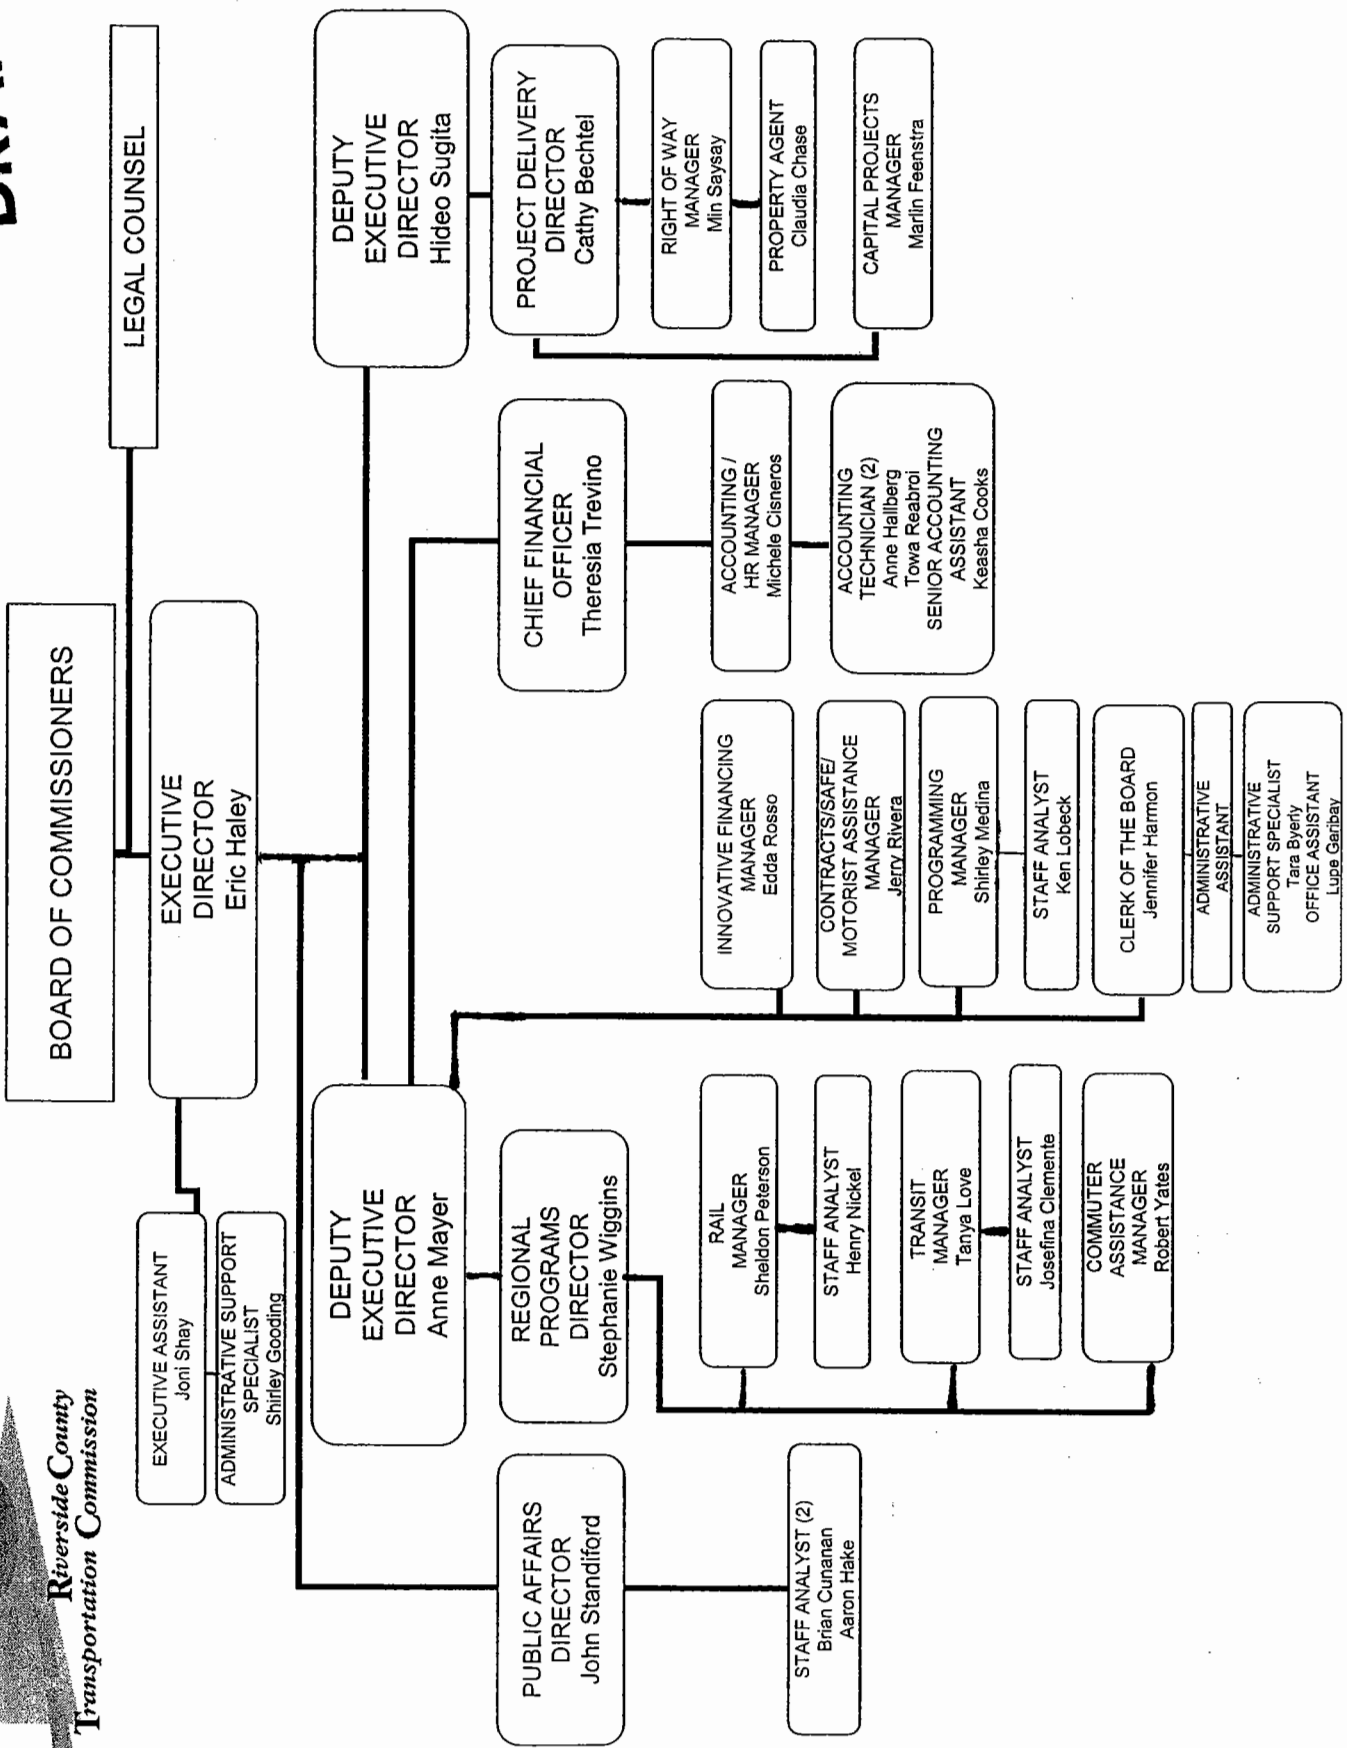 Riverside County
Transportation Commission
BOARD OF COMMISSIONERS
LEGAL COUNSEL
EXECUTIVE
DIRECTOR
Eric Haley
EXECUTIVE ASSISTANT
Joni Shay
ADMINISTRATIVE SUPPORT
SPECIALIST
Shirley Gooding
DEPUTY
EXECUTIVE
DIRECTOR
Anne Mayer
DEPUTY
EXECUTIVE
DIRECTOR
Hideo Sugita
PUBLIC AFFAIRS
DIRECTOR
John Standiford
REGIONAL
PROGRAMS
DIRECTOR
Stephanie Wiggins
CHIEF FINANCIAL
OFFICER
Theresia Trevino
PROJECT DELIVERY
DIRECTOR
Cathy Bechtel
STAFF ANALYST (2)
Brian Cunanan
Aaron Hake
RAIL
MANAGER
Sheldon Peterson
STAFF ANALYST
Henry Nickel
TRANSIT
MANAGER
Tanya Love
STAFF ANALYST
Josefina Clemente
COMMUTER
ASSISTANCE
MANAGER
Robert Yates
INNOVATIVE FINANCING
MANAGER
Edda Rosso
CONTRACTS/SAFE/
MOTORIST ASSISTANCE
MANAGER
Jerry Rivera
PROGRAMMING
MANAGER
Shirley Medina
STAFF ANALYST
Ken Lobeck
CLERK OF THE BOARD
Jennifer Harmon
ADMINISTRATIVE
ASSISTANT
ADMINISTRATIVE
SUPPORT SPECIALIST
Tara Byerly
OFFICE ASSISTANT
Lupe Garibay
ACCOUNTING /
HR MANAGER
Michele Cisneros
ACCOUNTING
TECHNICIAN (2)
Anne Hallberg
Towa Reabroi
SENIOR ACCOUNTING
ASSISTANT
Keasha Cooks
RIGHT OF WAY
MANAGER
Min Saysay
PROPERTY AGENT
Claudia Chase
CAPITAL PROJECTS
MANAGER
Marlin Feenstra